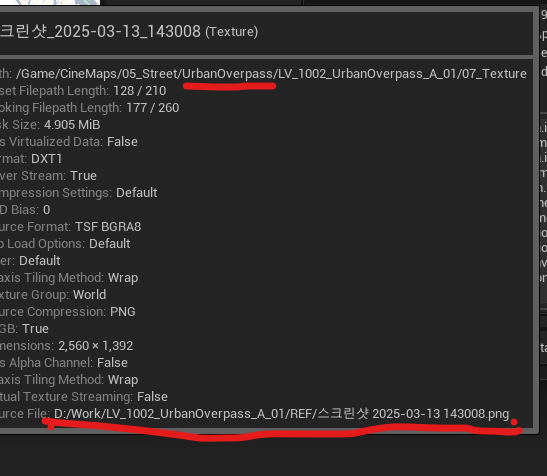 크린샷_2025-03-13_143008 (Texture)
th: /Game/CineMaps/05_Street/UrbanOverpass/LV_1002_UrbanOverpass_A_01/07_Texture
set Filepath Length: 128 / 210
oking Filepath Length: 177 / 260
sk Size: 4.905 MiB
s Virtualized Data: False
rmat: DXT1
ver Stream: True
mpression Settings: Default
D Bias: 0
urce Format: TSF BGRA8
p Load Options: Default
er: Default
axis Tiling Method: Wrap
xture Group: World
urce Compression: PNG
GB: True
mensions: 2,560 × 1,392
s Alpha Channel: False
axis Tiling Method: Wrap
tual Texture Streaming: False
urce File: D:/Work/LV_1002_UrbanOverpass_A_01/REF/스크린샷 2025-03-13 143008.png